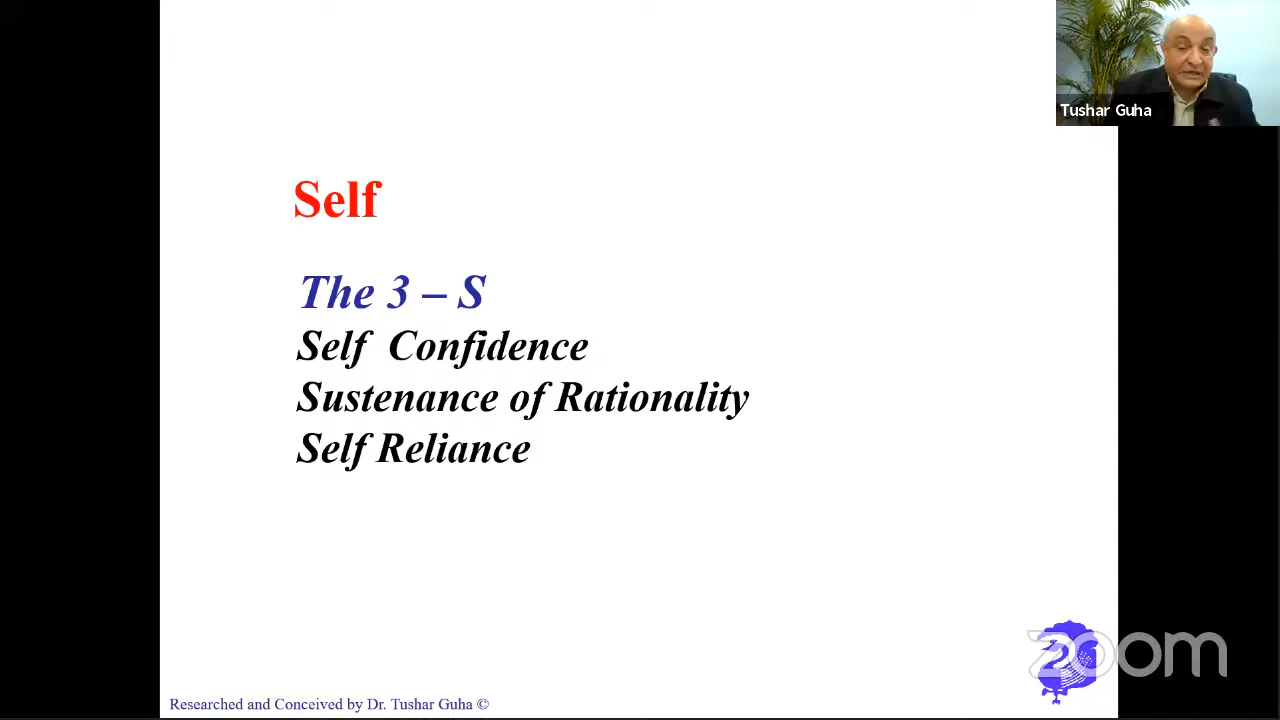 Tushar Guha
Self
The 3 – S
Self Confidence
Sustenance of Rationality
Self Reliance
zoom
Researched and Conceived by Dr. Tushar Guha ©